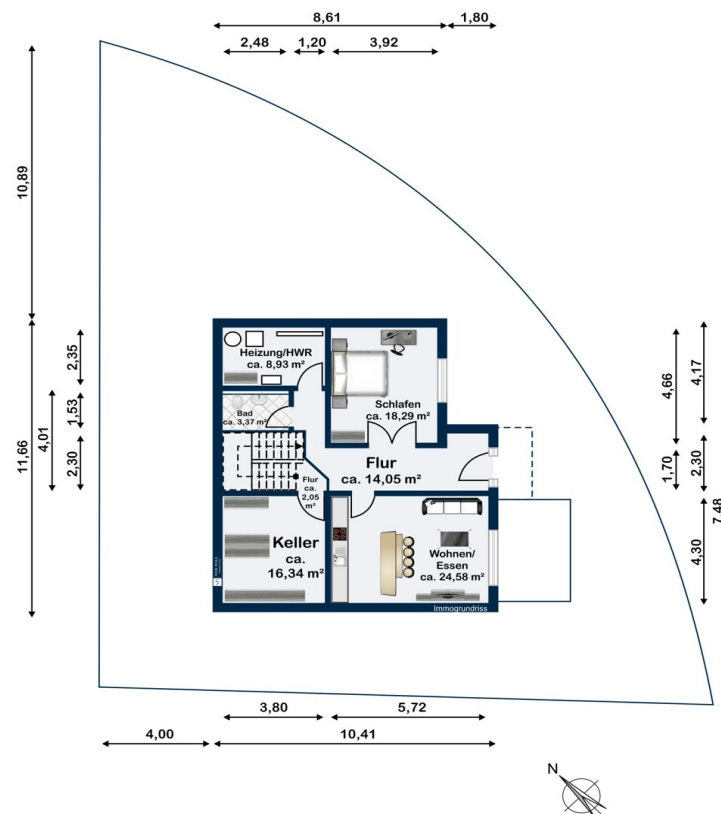 8,61
1,80
2,48
1,20
3,92
10,89
11,66
4,01
2,35
1,53
2,30
Heizung/HWR
ca. 8,93 m²
Bad
ca. 3,37 m²
Schlafen
ca. 18,29 m²
Flur
ca. 14,05 m²
Flur
ca.
2,05
m²
Keller
ca.
16,34 m²
Wohnen/
Essen
ca. 24,58 m²
Immogrundriss
4,66
1,70
4,17
2,30
7,48
4,30
3,80
5,72
4,00
10,41
N